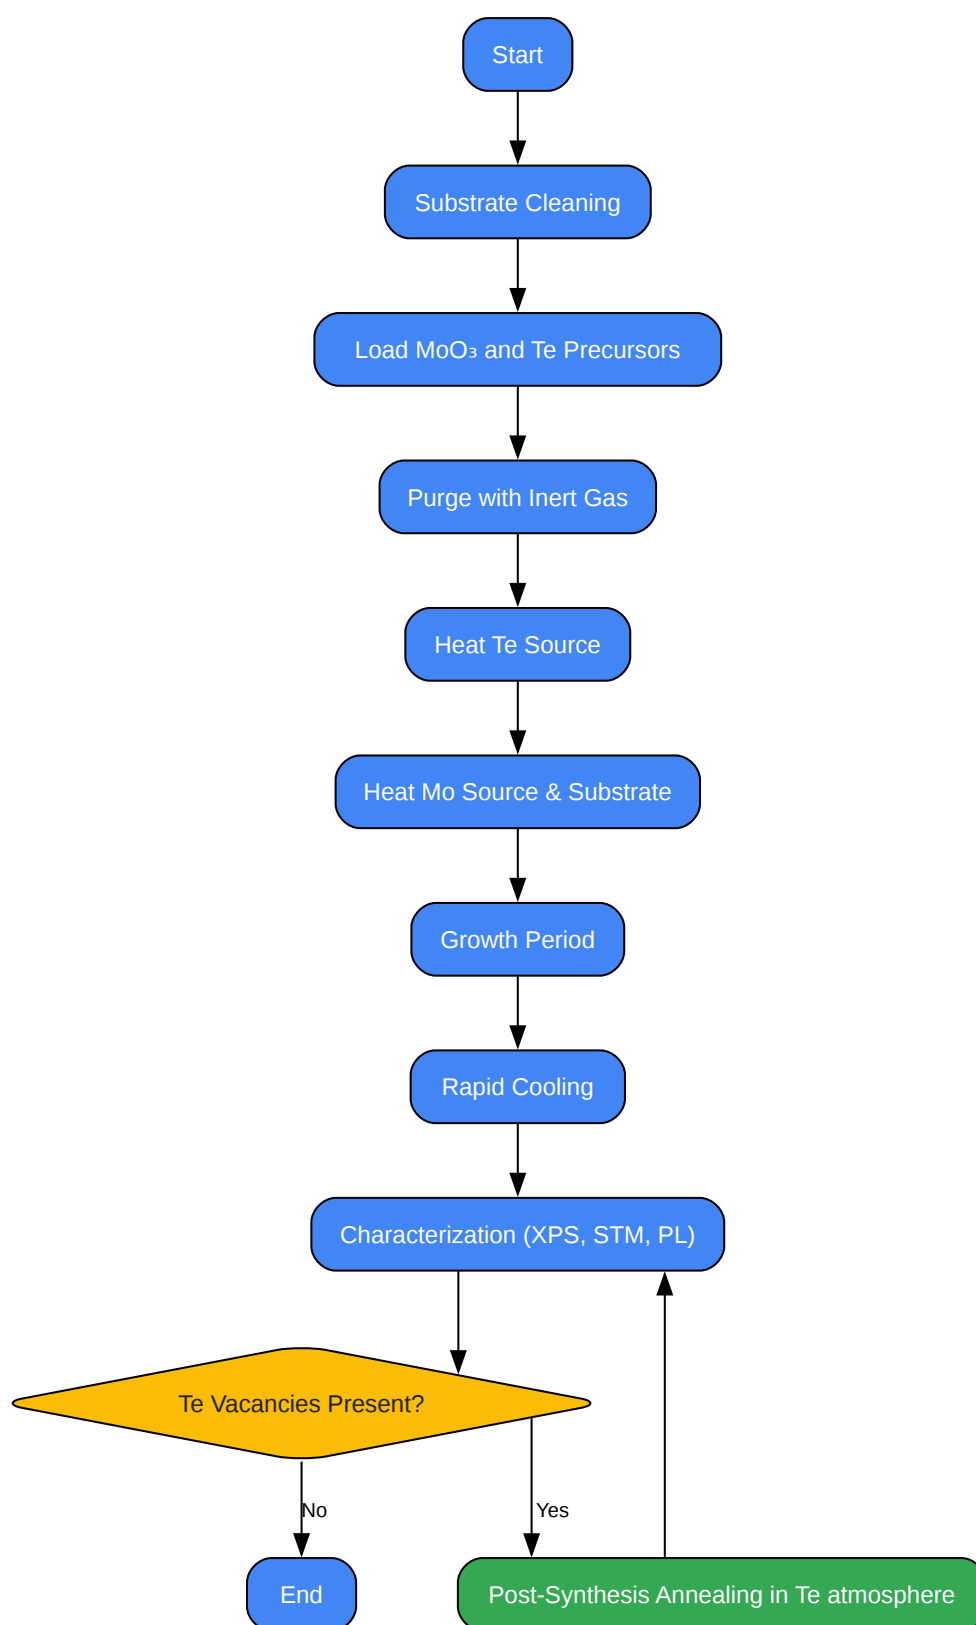 Start
Substrate Cleaning
Load MoO₃ and Te Precursors
Purge with Inert Gas
Heat Te Source
Heat Mo Source & Substrate
Growth Period
Rapid Cooling
Characterization (XPS, STM, PL)
Te Vacancies Present?
No
Yes
End
Post-Synthesis Annealing in Te atmosphere